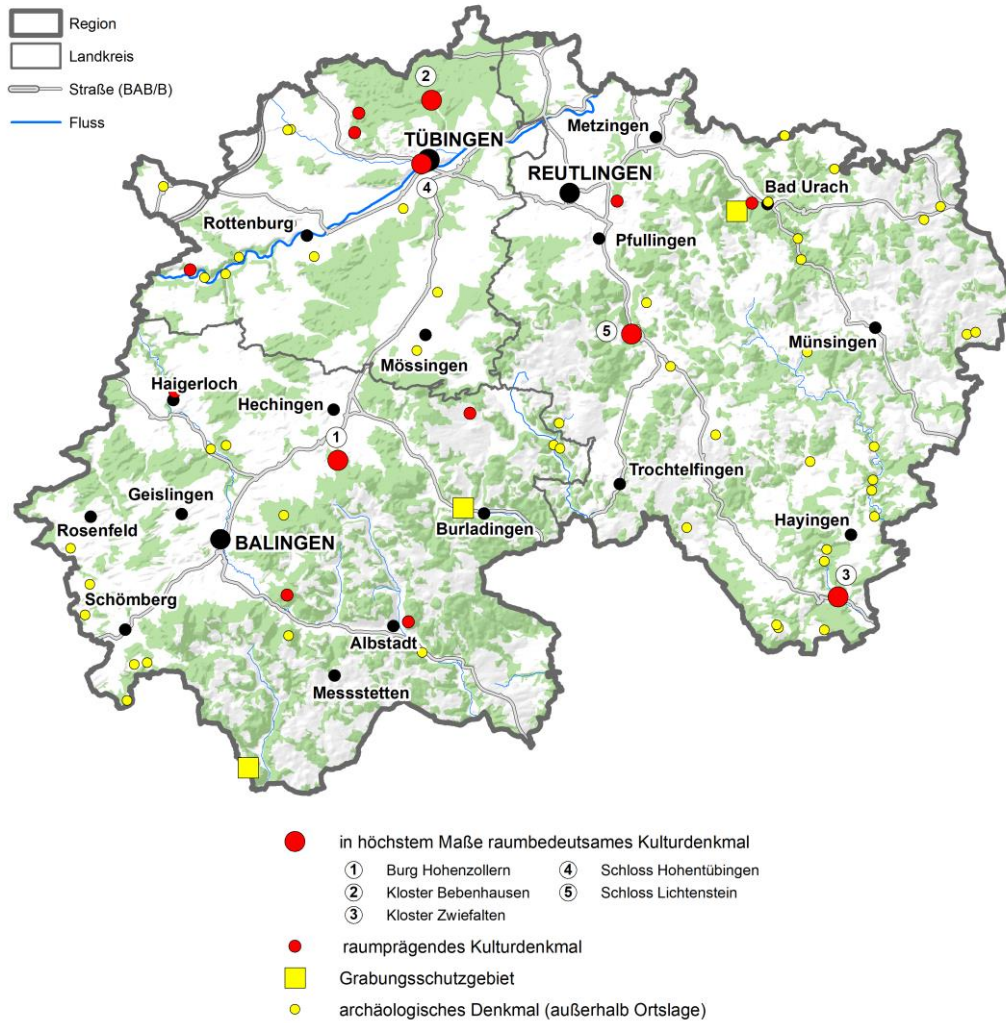 Region
Landkreis
Straße (BAB/B)
Fluss
2
Metzingen
TÜBINGEN
REUTLINGEN
4
Bad Urach
Rottenburg
Pfullingen
5
Münsingen
Mössingen
Haigerloch
Hechingen
1
Trochtelfingen
Geislingen
Rosenfeld
Burladingen
Hayingen
BALINGEN
3
Schömberg
Albstadt
Messstetten
in höchstem Maße raumbedeutsames Kulturdenkmal
1 Burg Hohenzollern 4 Schloss Hohentübingen
2 Kloster Bebenhausen 5 Schloss Lichtenstein
3 Kloster Zwiefalten
raumprägendes Kulturdenkmal
Grabungsschutzgebiet
archäologisches Denkmal (außerhalb Ortslage)